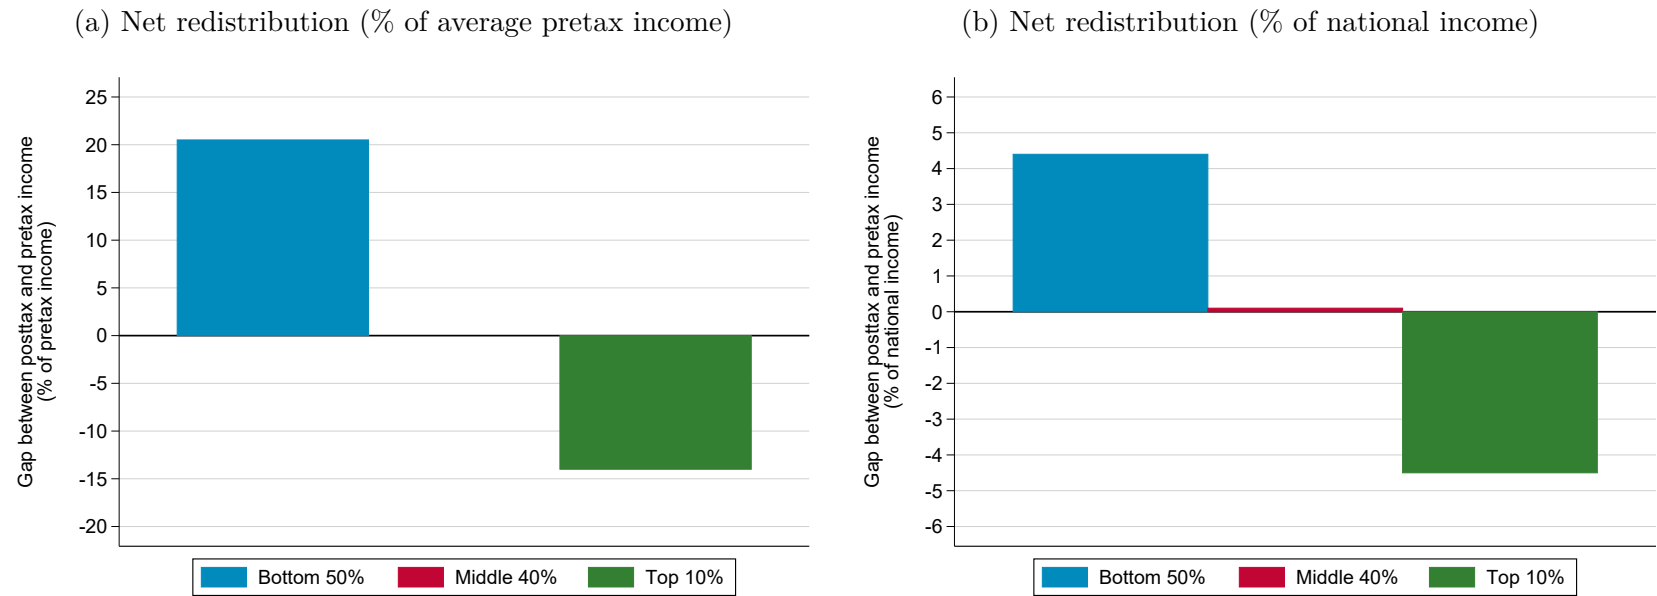 (a) Net redistribution (% of average pretax income)
Gap between posttax and pretax income
(% of pretax income)
25
20
15
10
5
0
-5
-10
-15
-20
Bottom 50% Middle 40% Top 10%
(b) Net redistribution (% of national income)
Gap between posttax and pretax income
(% of national income)
6
5
4
3
2
1
0
-1
-2
-3
-4
-5
-6
Bottom 50% Middle 40% Top 10%